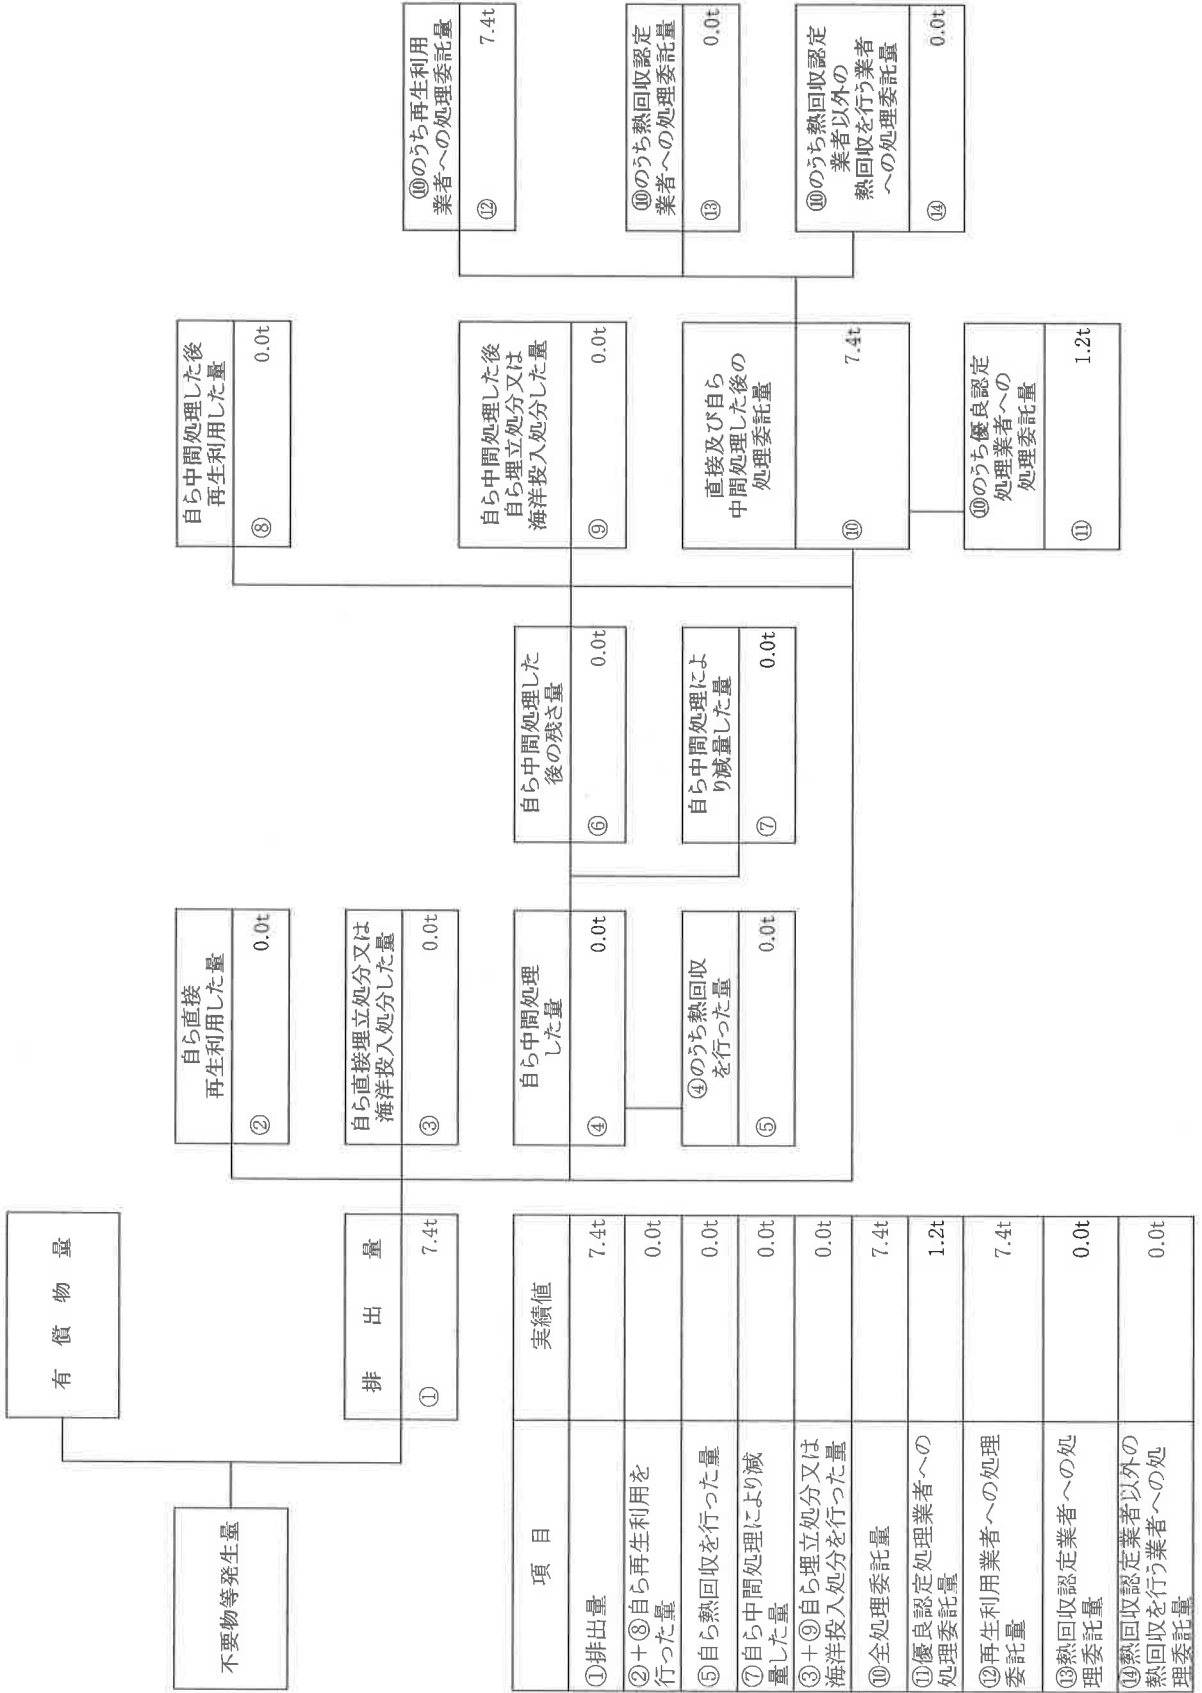 不要物等発生量
有償物量
排出量
① 7.4t
自ら直接
再生利用した量
② 0.0t
自ら直接埋立処分又は
海洋投入処分した量
③ 0.0t
自ら中間処理
した量
④ 0.0t
④のうち熱回収
を行った量
⑤ 0.0t
自ら中間処理した
後の残さ量
⑥ 0.0t
自ら中間処理によ
り減量した量
⑦ 0.0t
自ら中間処理した後
再生利用した量
⑧ 0.0t
自ら中間処理した後
自ら埋立処分又は
海洋投入処分した量
⑨ 0.0t
直接及び自ら
中間処理した後の
処理委託量
⑩ 7.4t
⑩のうち優良認定
処理業者への
処理委託量
⑪ 1.2t
⑩のうち再生利用
業者への処理委託量
⑫ 7.4t
⑩のうち熱回収認定
業者への処理委託量
⑬ 0.0t
⑩のうち熱回収認定
業者以外の
熱回収を行う業者
への処理委託量
⑭ 0.0t
項目 実績値
①排出量 7.4t
②+⑧自ら再生利用を
行った量 0.0t
⑤自ら熱回収を行った量 0.0t
⑦自ら中間処理により減
量した量 0.0t
③+⑨自ら埋立処分又は
海洋投入処分を行った量 0.0t
⑩全処理委託量 7.4t
⑪優良認定処理業者への
処理委託量 1.2t
⑫再生利用業者への処理
委託量 7.4t
⑬熱回収認定業者への処
理委託量 0.0t
⑭熱回収認定業者以外の
熱回収を行う業者への処
理委託量 0.0t